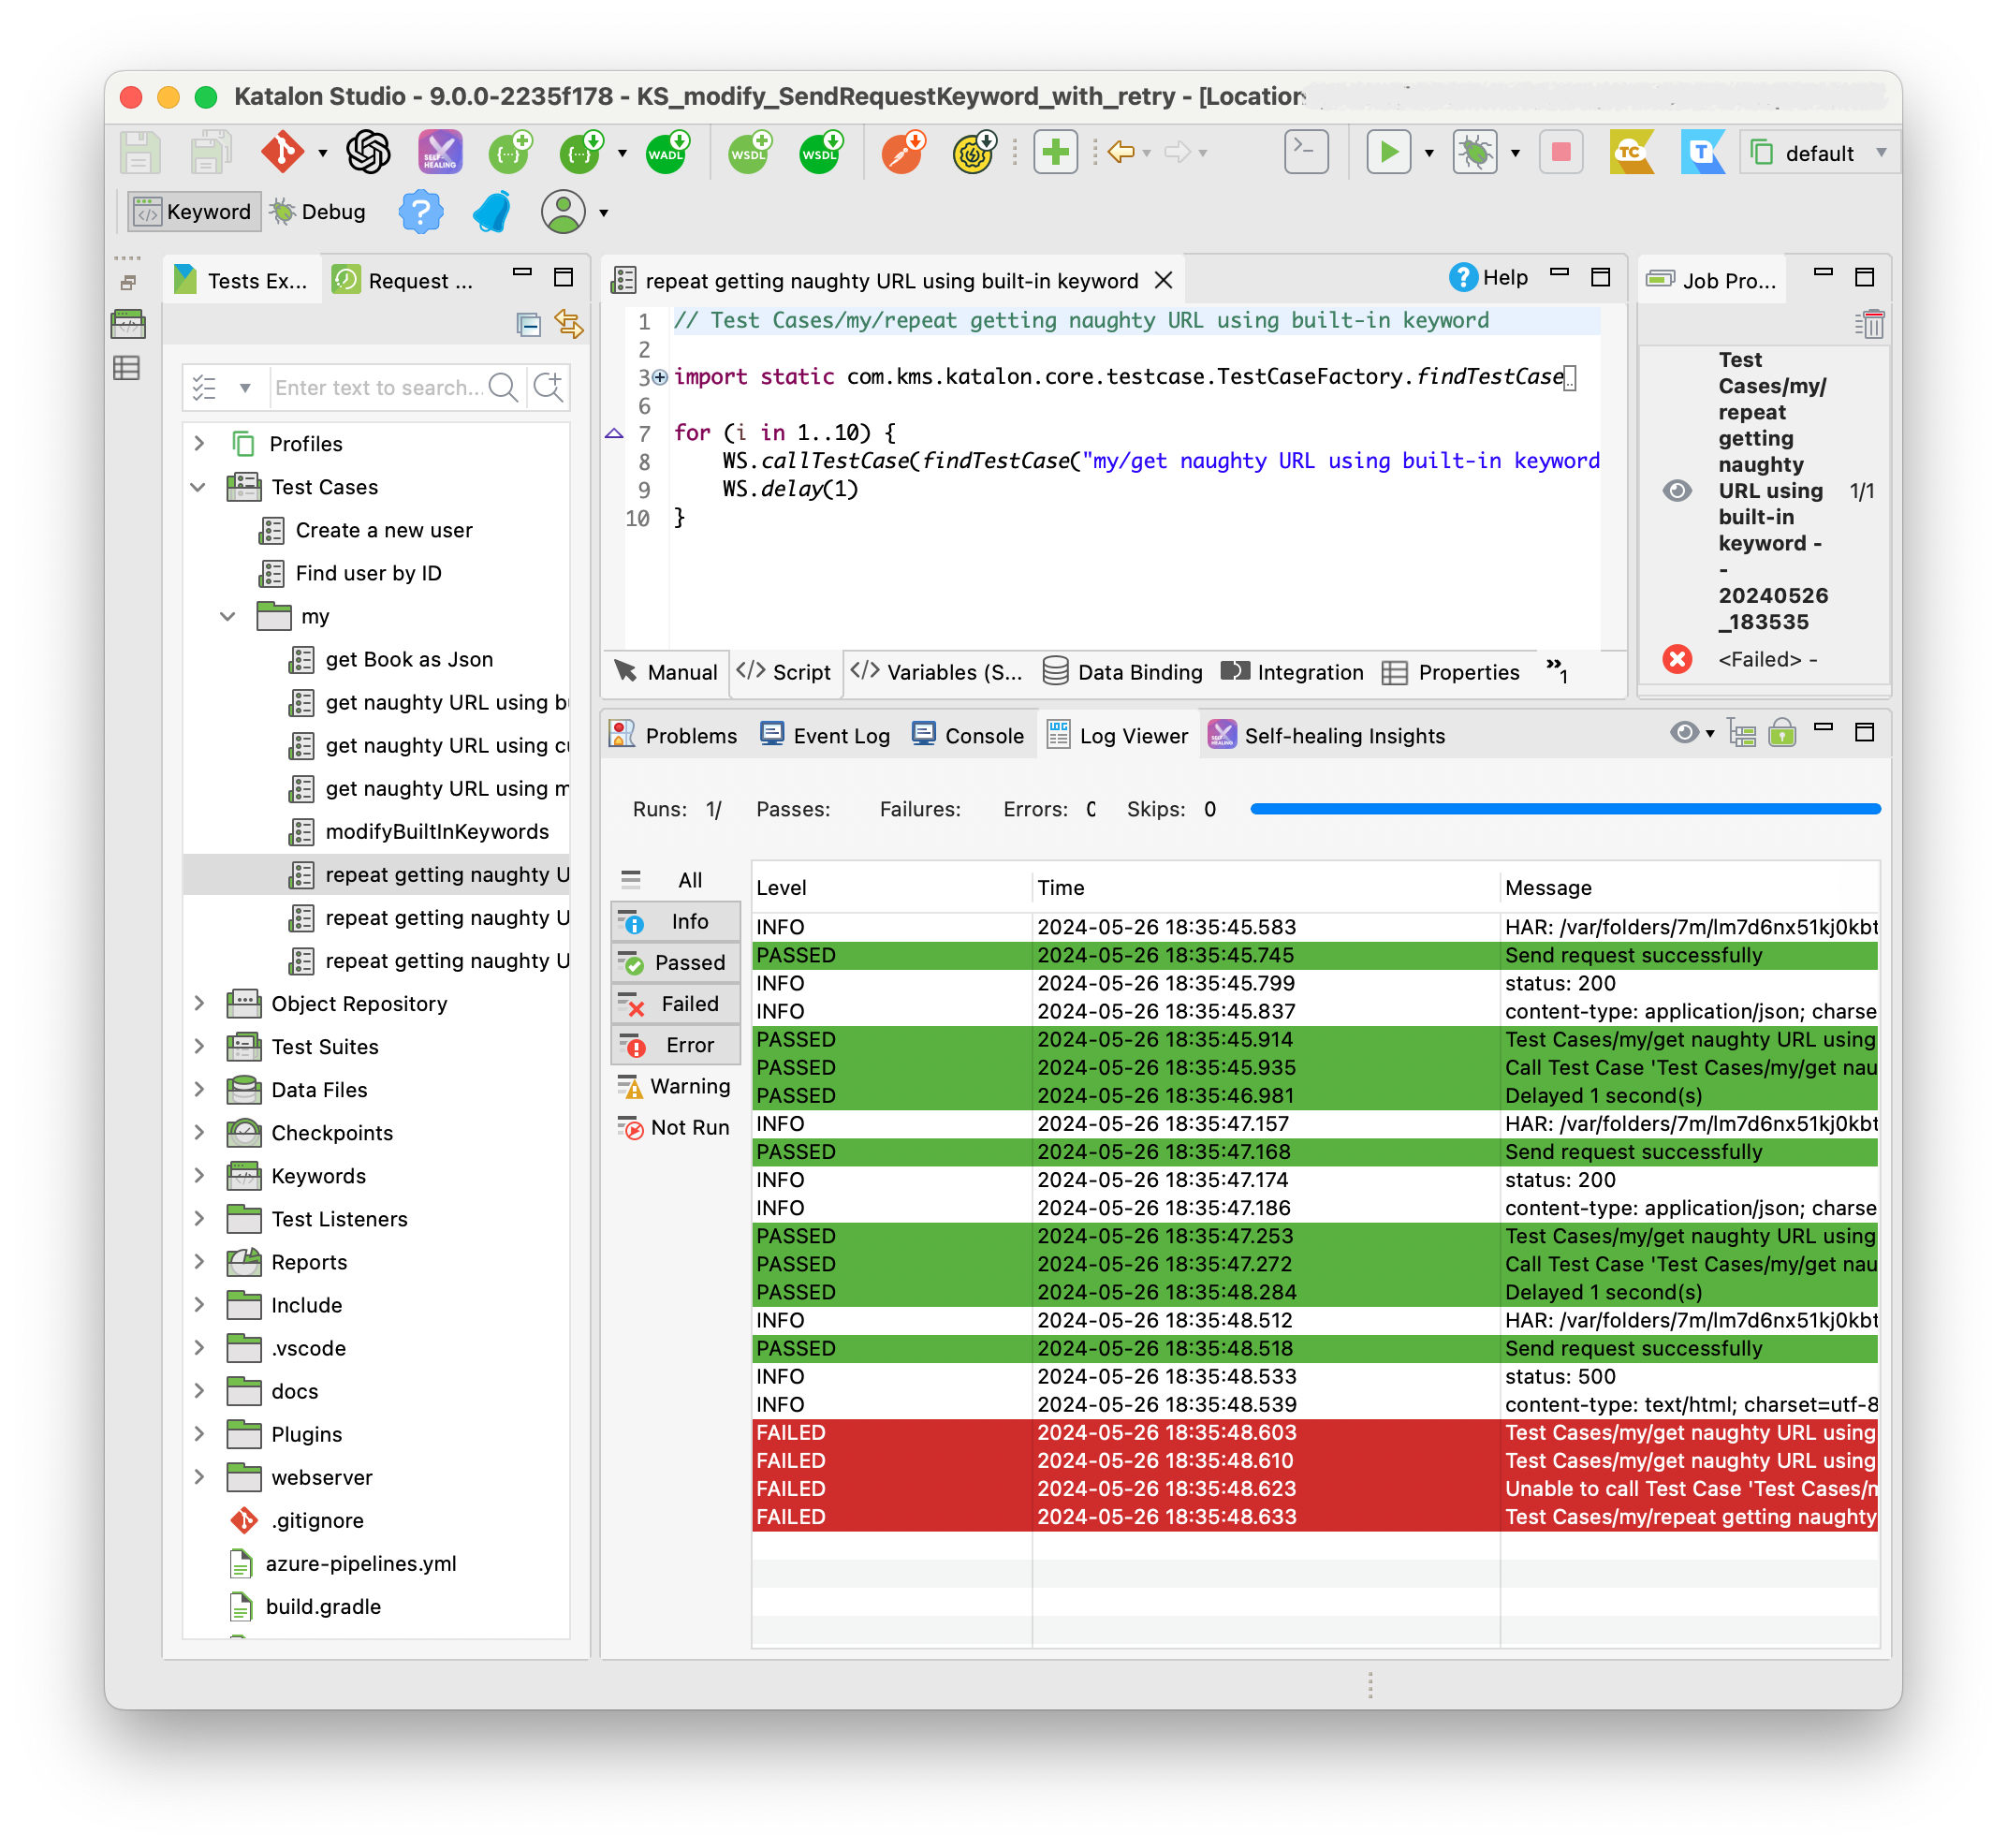 Katalon Studio - 9.0.0-2235f178 - KS_modify_SendRequestKeyword_with_retry - [Location
SELF-HEALING
{...}
{...}
WADL
WSDL
WSDL
TC
T
default
Keyword
Debug
Tests Ex...
Request ...
Enter text to search...
Profiles
Test Cases
Create a new user
Find user by ID
my
get Book as Json
get naughty URL using b
get naughty URL using c
get naughty URL using m
modifyBuiltInKeywords
repeat getting naughty U
repeat getting naughty U
repeat getting naughty U
Object Repository
Test Suites
Data Files
Checkpoints
Keywords
Test Listeners
Reports
Include
.vscode
docs
Plugins
webserver
.gitignore
azure-pipelines.yml
build.gradle
repeat getting naughty URL using built-in keyword
Help
1 // Test Cases/my/repeat getting naughty URL using built-in keyword
2
3 import static com.kms.katalon.core.testcase.TestCaseFactory.findTestCase
6
7 for (i in 1..10) {
8 WS.callTestCase(findTestCase("my/get naughty URL using built-in keyword
9 WS.delay(1)
10 }
Manual
Script
Variables (S...
Data Binding
Integration
Properties
»1
Job Pro...
Test
Cases/my/
repeat
getting
naughty
URL using
built-in
keyword -
-
20240526
_183535
1/1
<Failed> -
Problems
Event Log
Console
Log Viewer
Self-healing Insights
Runs: 1/
Passes:
Failures:
Errors: 0
Skips: 0
All
Info
Passed
Failed
Error
Warning
Not Run
Level Time Message
INFO 2024-05-26 18:35:45.583 HAR: /var/folders/7m/lm7d6nx51kj0kbt
PASSED 2024-05-26 18:35:45.745 Send request successfully
INFO 2024-05-26 18:35:45.799 status: 200
INFO 2024-05-26 18:35:45.837 content-type: application/json; charse
PASSED 2024-05-26 18:35:45.914 Test Cases/my/get naughty URL using
PASSED 2024-05-26 18:35:45.935 Call Test Case 'Test Cases/my/get nau
PASSED 2024-05-26 18:35:46.981 Delayed 1 second(s)
INFO 2024-05-26 18:35:47.157 HAR: /var/folders/7m/lm7d6nx51kj0kbt
PASSED 2024-05-26 18:35:47.168 Send request successfully
INFO 2024-05-26 18:35:47.174 status: 200
INFO 2024-05-26 18:35:47.186 content-type: application/json; charse
PASSED 2024-05-26 18:35:47.253 Test Cases/my/get naughty URL using
PASSED 2024-05-26 18:35:47.272 Call Test Case 'Test Cases/my/get nau
PASSED 2024-05-26 18:35:48.284 Delayed 1 second(s)
INFO 2024-05-26 18:35:48.512 HAR: /var/folders/7m/lm7d6nx51kj0kbt
PASSED 2024-05-26 18:35:48.518 Send request successfully
INFO 2024-05-26 18:35:48.533 status: 500
INFO 2024-05-26 18:35:48.539 content-type: text/html; charset=utf-8
FAILED 2024-05-26 18:35:48.603 Test Cases/my/get naughty URL using
FAILED 2024-05-26 18:35:48.610 Test Cases/my/get naughty URL using
FAILED 2024-05-26 18:35:48.623 Unable to call Test Case 'Test Cases/m
FAILED 2024-05-26 18:35:48.633 Test Cases/my/repeat getting naughty